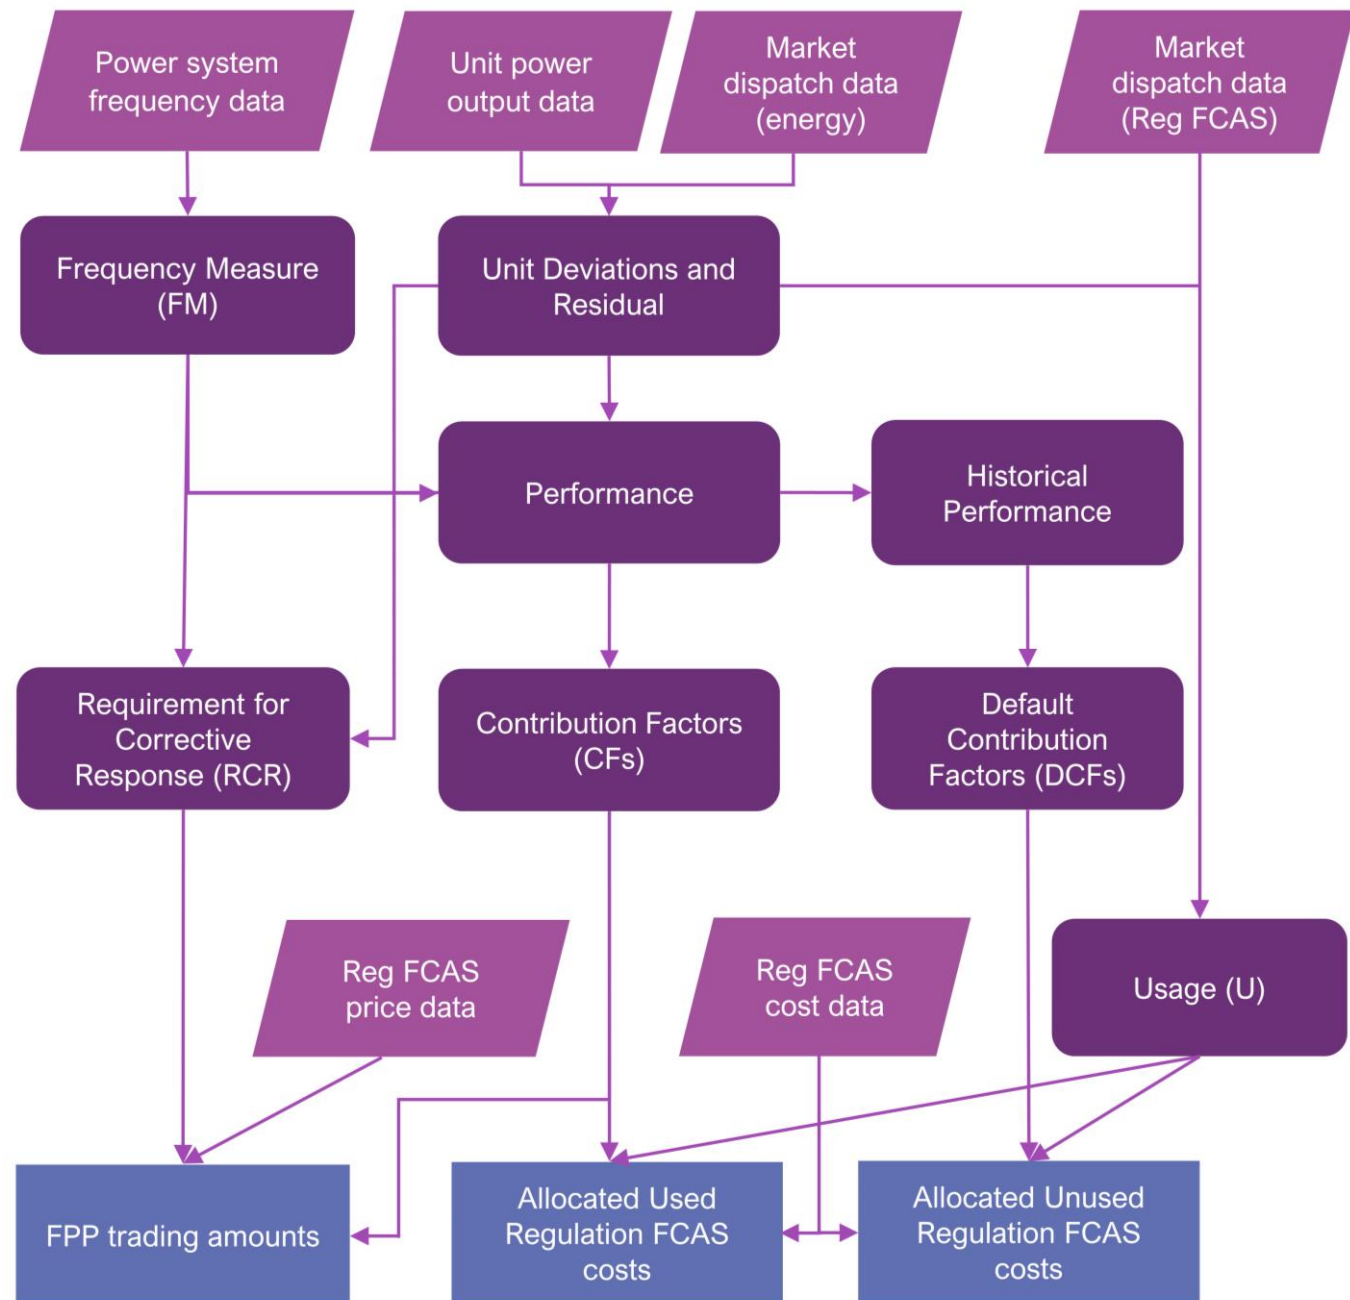 Power system
frequency data
Unit power
output data
Market
dispatch data
(energy)
Market
dispatch data
(Reg FCAS)
Frequency Measure
(FM)
Unit Deviations and
Residual
Performance
Historical
Performance
Requirement for
Corrective
Response (RCR)
Contribution Factors
(CFs)
Default
Contribution
Factors (DCFs)
Reg FCAS
price data
Reg FCAS
cost data
Usage (U)
FPP trading amounts
Allocated Used
Regulation FCAS
costs
Allocated Unused
Regulation FCAS
costs